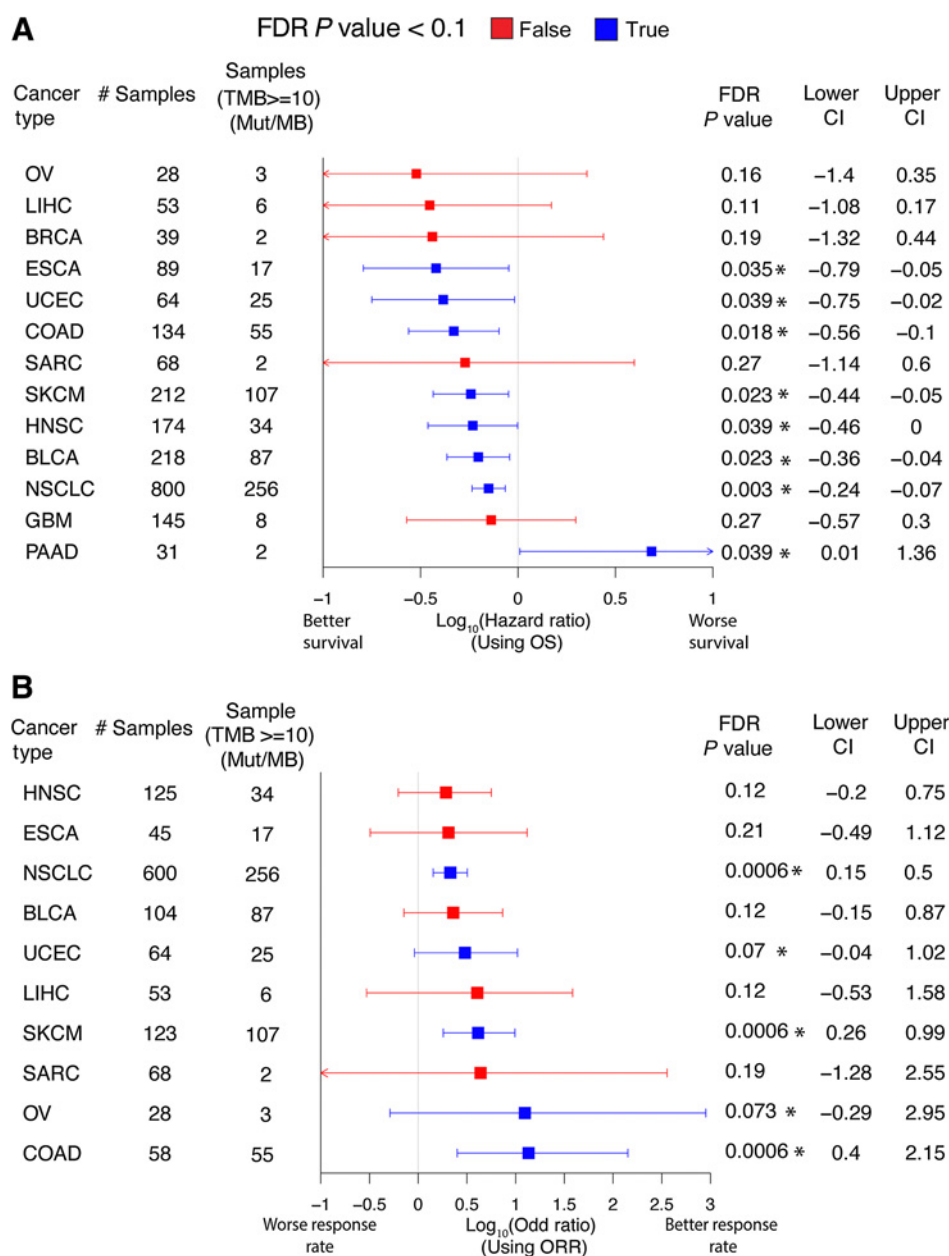 A
FDR P value < 0.1 False True
Cancer type # Samples Samples (TMB>=10) (Mut/MB) FDR P value Lower CI Upper CI
OV 28 3 0.16 −1.4 0.35
LIHC 53 6 0.11 −1.08 0.17
BRCA 39 2 0.19 −1.32 0.44
ESCA 89 17 0.035 * −0.79 −0.05
UCEC 64 25 0.039 * −0.75 −0.02
COAD 134 55 0.018 * −0.56 −0.1
SARC 68 2 0.27 −1.14 0.6
SKCM 212 107 0.023 * −0.44 −0.05
HNSC 174 34 0.039 * −0.46 0
BLCA 218 87 0.023 * −0.36 −0.04
NSCLC 800 256 0.003 * −0.24 −0.07
GBM 145 8 0.27 −0.57 0.3
PAAD 31 2 0.039 * 0.01 1.36
−1 −0.5 0 0.5 1
Better survival Log10(Hazard ratio) (Using OS) Worse survival
B
Cancer type # Samples Sample (TMB >=10) (Mut/MB) FDR P value Lower CI Upper CI
HNSC 125 34 0.12 −0.2 0.75
ESCA 45 17 0.21 −0.49 1.12
NSCLC 600 256 0.0006 * 0.15 0.5
BLCA 104 87 0.12 −0.15 0.87
UCEC 64 25 0.07 * −0.04 1.02
LIHC 53 6 0.12 −0.53 1.58
SKCM 123 107 0.0006 * 0.26 0.99
SARC 68 2 0.19 −1.28 2.55
OV 28 3 0.073 * −0.29 2.95
COAD 58 55 0.0006 * 0.4 2.15
−1 −0.5 0 0.5 1 1.5 2 2.5 3
Worse response rate Log10(Odd ratio) (Using ORR) Better response rate